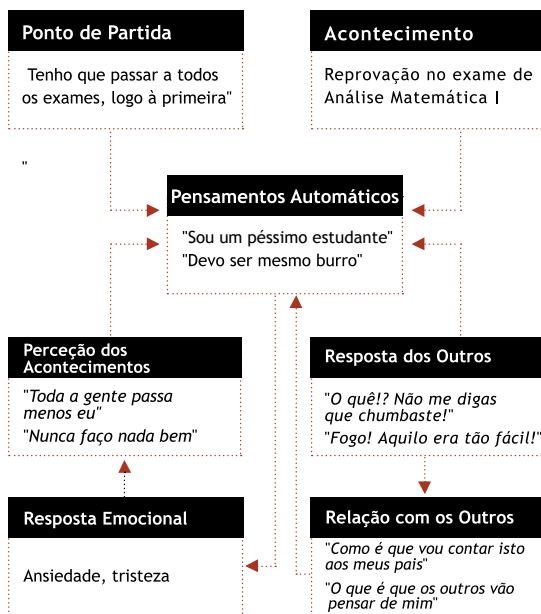 Ponto de Partida
Tenho que passar a todos
os exames, logo à primeira"
"
Acontecimento
Reprovação no exame de
Análise Matemática I
Pensamentos Automáticos
"Sou um péssimo estudante"
"Devo ser mesmo burro"
Perceção dos
Acontecimentos
"Toda a gente passa
menos eu"
"Nunca faço nada bem"
Resposta dos Outros
"O quê!? Não me digas
que chumbaste!"
"Fogo! Aquilo era tão fácil!"
Resposta Emocional
Ansiedade, tristeza
Relação com os Outros
"Como é que vou contar isto
aos meus pais"
"O que é que os outros vão
pensar de mim"